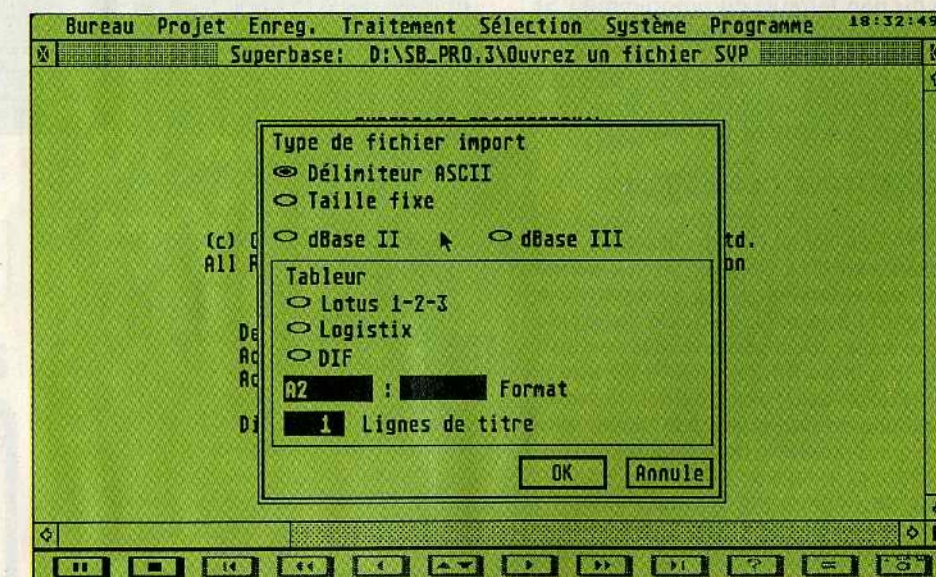 Bureau Projet Enreg. Traitement Sélection Système Programme 18:32:49
Superbase: D:\SB_PRO.3\Ouvrez un fichier SVP
Type de fichier import
Délimiteur ASCII
Taille fixe
dBase II dBase III
(c) td.
All on
Tableur
Lotus 1-2-3
Logistix
DIF
A2 : Format
1 Lignes de titre
OK Annule